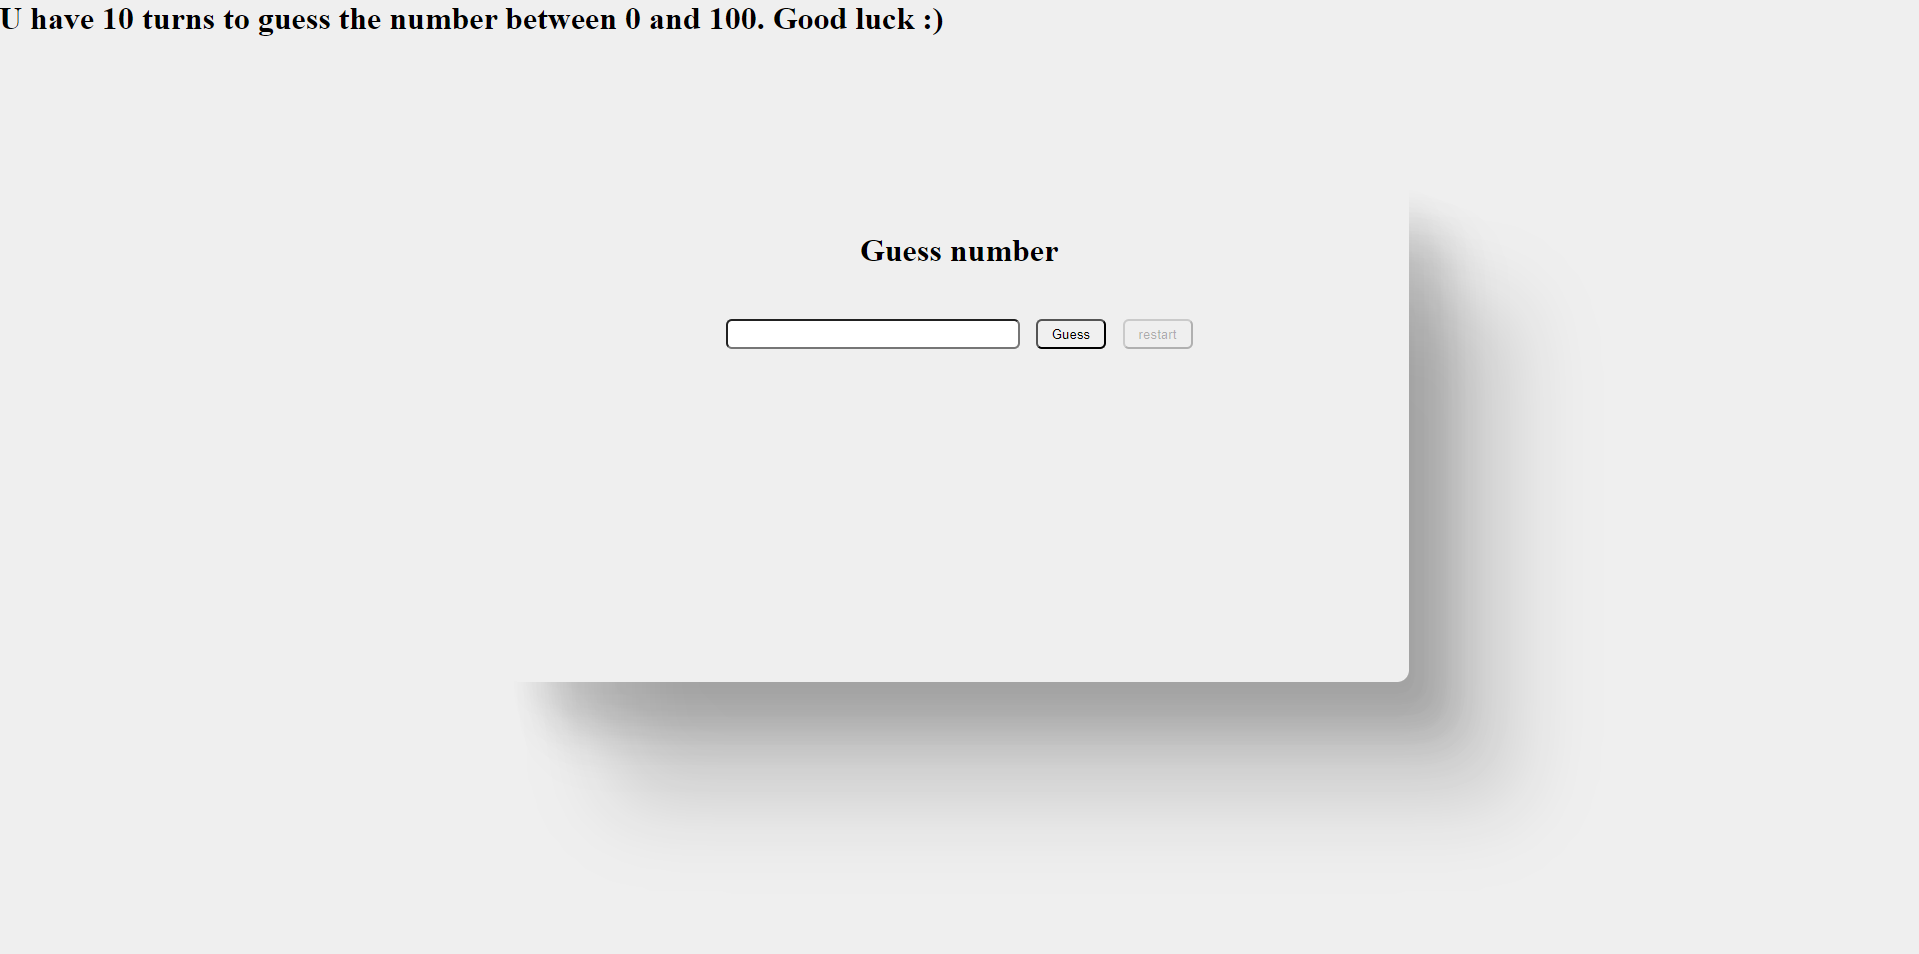 U have 10 turns to guess the number between 0 and 100. Good luck :)
Guess number
Guess restart